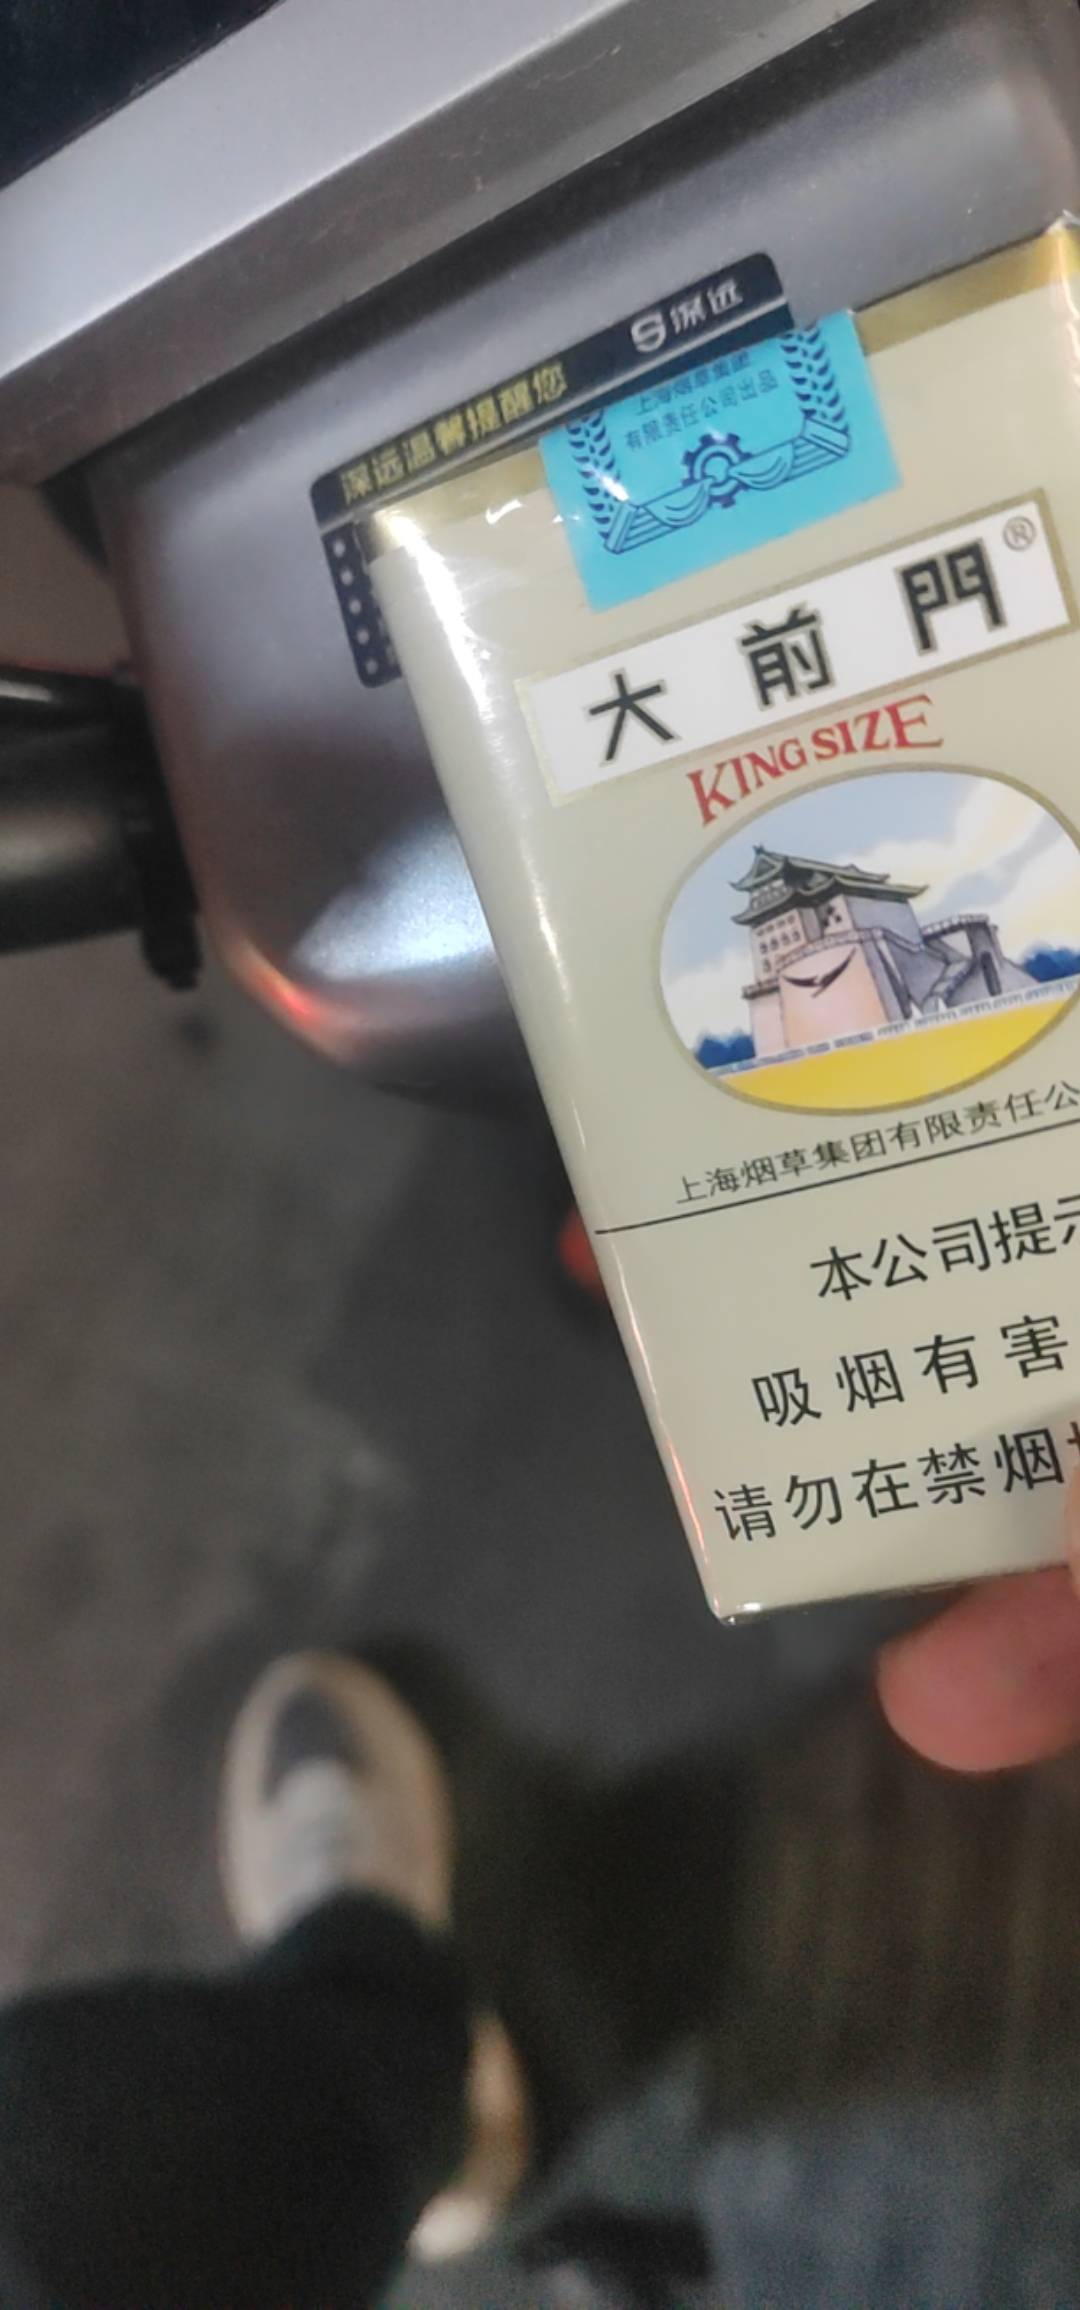 S深远
深远温馨提醒您
上海烟草集团
有限责任公司出品
大前門®
KING SIZE
上海烟草集团有限责任公
本公司提示
吸烟有害
请勿在禁烟